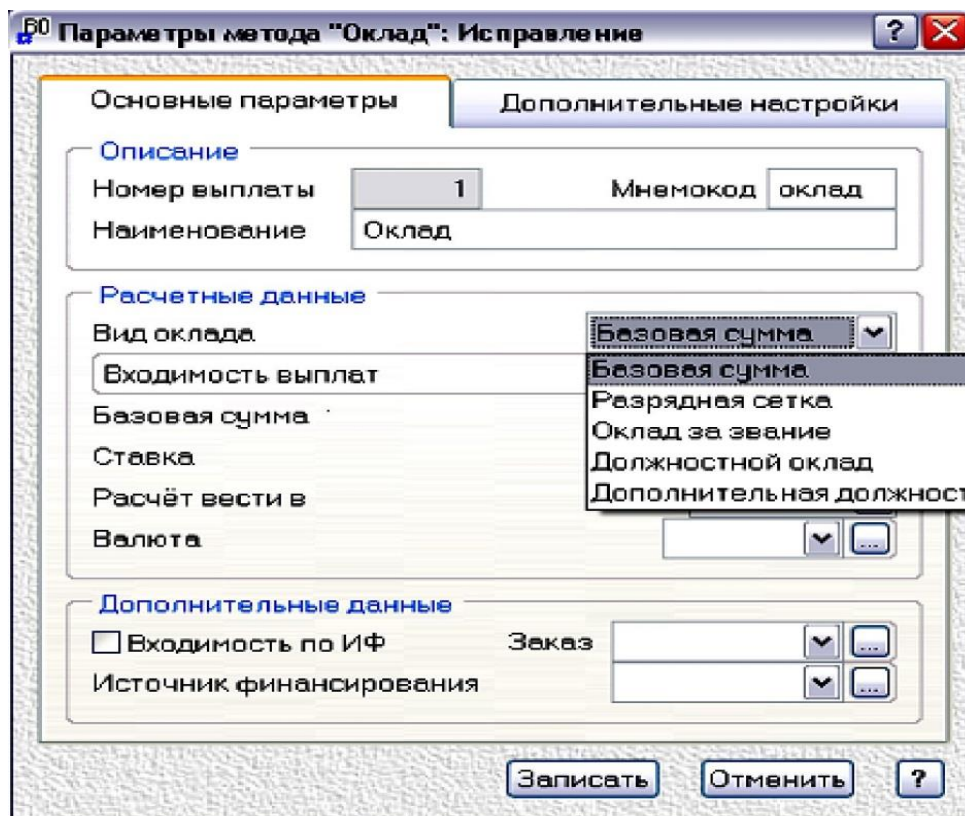 Параметры метода "Оклад": Исправление ?
Основные параметры Дополнительные настройки
Описание
Номер выплаты 1 Мнемокод оклад
Наименование Оклад
Расчетные данные
Вид оклада Базовая сумма
Входимость выплат Базовая сумма
Разрядная сетка
Базовая сумма Оклад за звание
Ставка Должностной оклад
Расчёт вести в Дополнительная должност
Валюта ...
Дополнительные данные
Входимость по ИФ Заказ ...
Источник финансирования ...
Записать Отменить ?